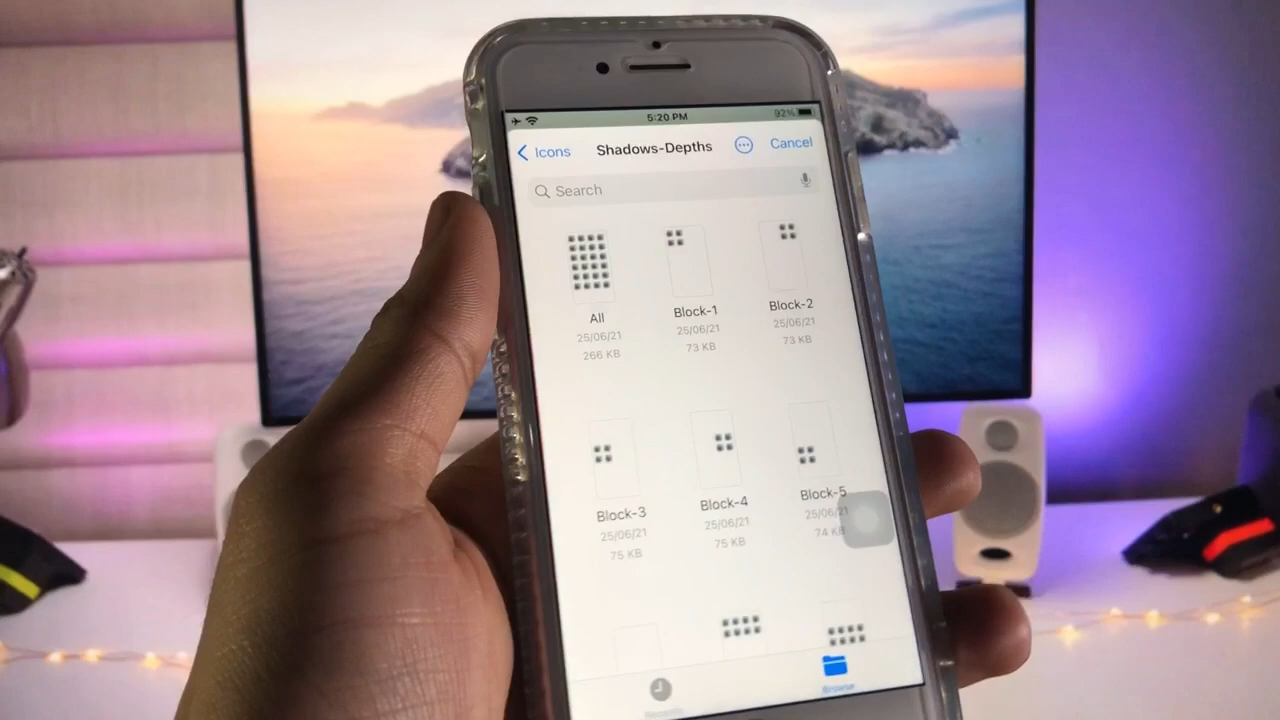 5:20 PM
92%
Icons
Shadows-Depths
Cancel
Search
All
25/06/21
266 KB
Block-1
25/06/21
73 KB
Block-2
25/06/21
73 KB
Block-3
25/06/21
75 KB
Block-4
25/06/21
75 KB
Block-5
25/06/21
74 KB
Recents
Browse